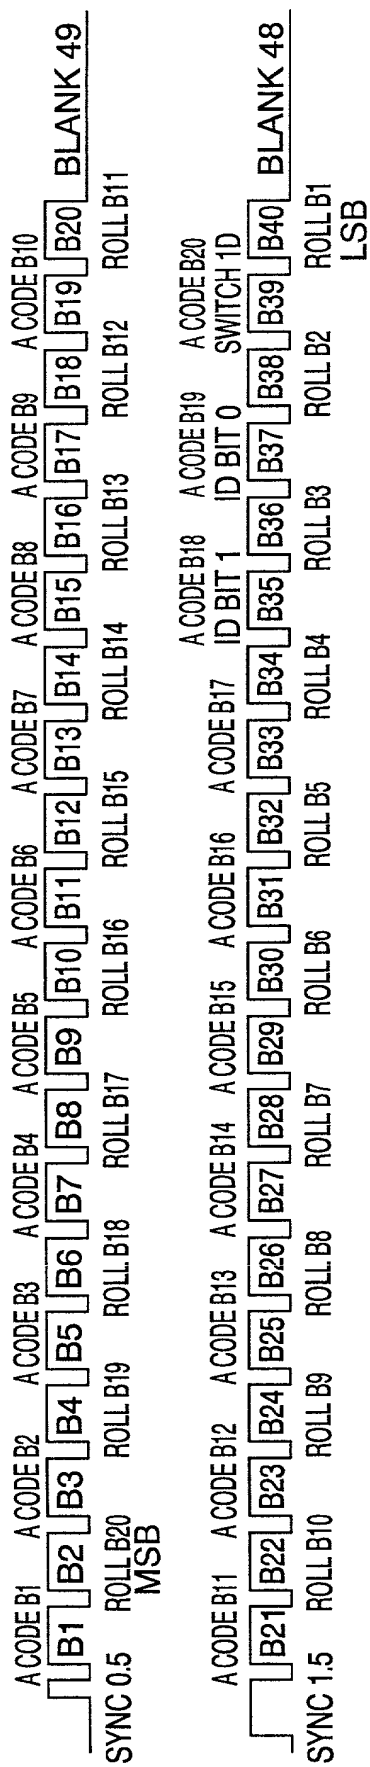 A CODE B1 A CODE B2 A CODE B3 A CODE B4 A CODE B5 A CODE B6 A CODE B7 A CODE B8 A CODE B9 A CODE B10
B1 B2 B3 B4 B5 B6 B7 B8 B9 B10 B11 B12 B13 B14 B15 B16 B17 B18 B19 B20 BLANK 49
SYNC 0.5 ROLL B20 ROLL B19 ROLL B18 ROLL B17 ROLL B16 ROLL B15 ROLL B14 ROLL B13 ROLL B12 ROLL B11
MSB
A CODE B18 A CODE B19 A CODE B20
A CODE B11 A CODE B12 A CODE B13 A CODE B14 A CODE B15 A CODE B16 A CODE B17 ID BIT 1 ID BIT 0 SWITCH 1D
B21 B22 B23 B24 B25 B26 B27 B28 B29 B30 B31 B32 B33 B34 B35 B36 B37 B38 B39 B40 BLANK 48
SYNC 1.5 ROLL B10 ROLL B9 ROLL B8 ROLL B7 ROLL B6 ROLL B5 ROLL B4 ROLL B3 ROLL B2 ROLL B1
LSB